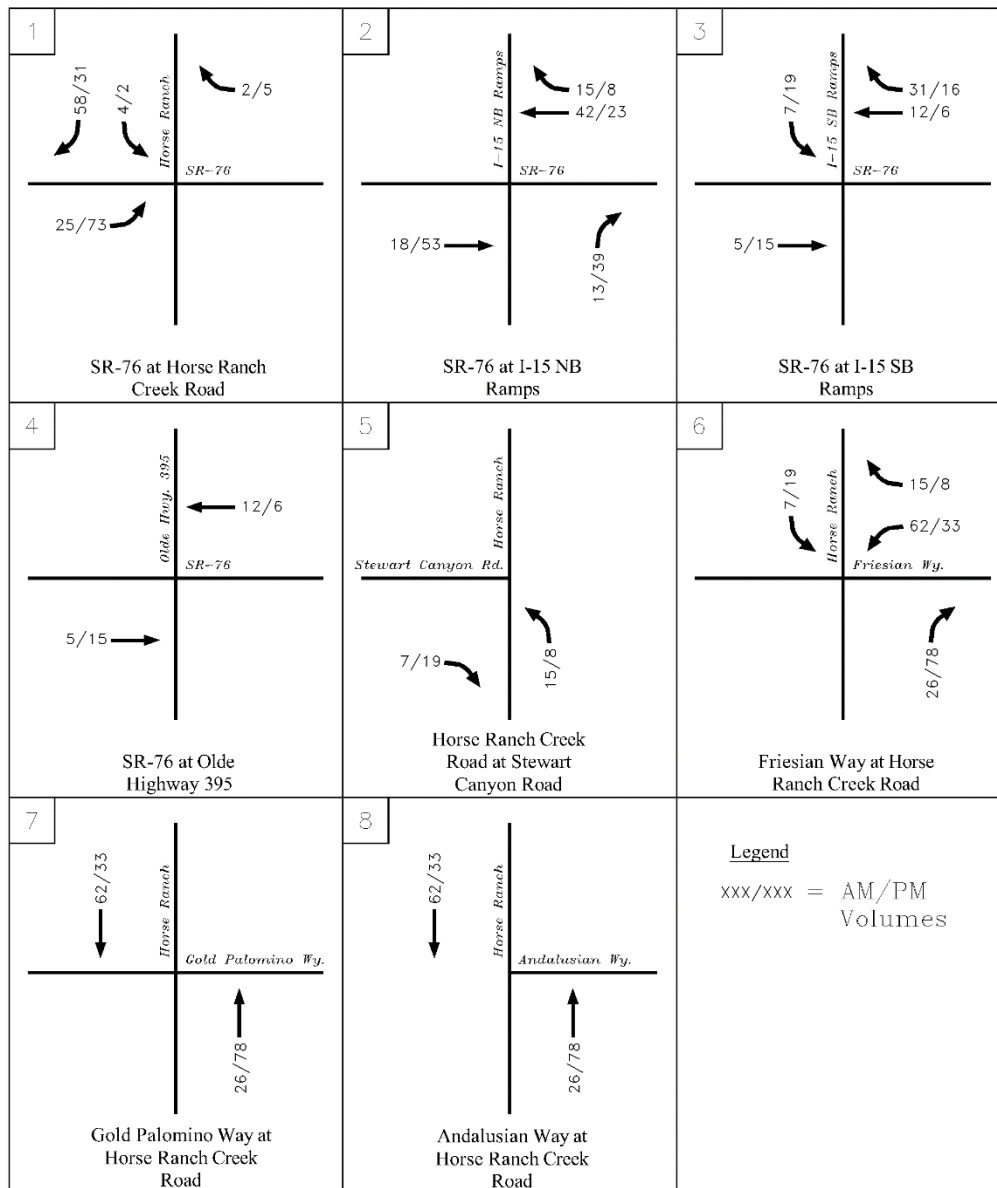 1
58/31
4/2
Horse Ranch
2/5
SR-76
25/73
SR-76 at Horse Ranch
Creek Road
2
I-15 NB Ramps
15/8
42/23
SR-76
18/53
13/39
SR-76 at I-15 NB
Ramps
3
7/19
I-15 SB Ramps
31/16
12/6
SR-76
5/15
SR-76 at I-15 SB
Ramps
4
Olde Hwy. 395
12/6
SR-76
5/15
SR-76 at Olde
Highway 395
5
Horse Ranch
Stewart Canyon Rd.
7/19
15/8
Horse Ranch Creek
Road at Stewart
Canyon Road
6
7/19
Horse Ranch
15/8
62/33
Friesian Wy.
26/78
Friesian Way at Horse
Ranch Creek Road
7
62/33
Horse Ranch
Gold Palomino Wy.
26/78
Gold Palomino Way at
Horse Ranch Creek
Road
8
62/33
Horse Ranch
Andalusian Wy.
26/78
Andalusian Way at
Horse Ranch Creek
Road
Legend
xxx/xxx = AM/PM
Volumes